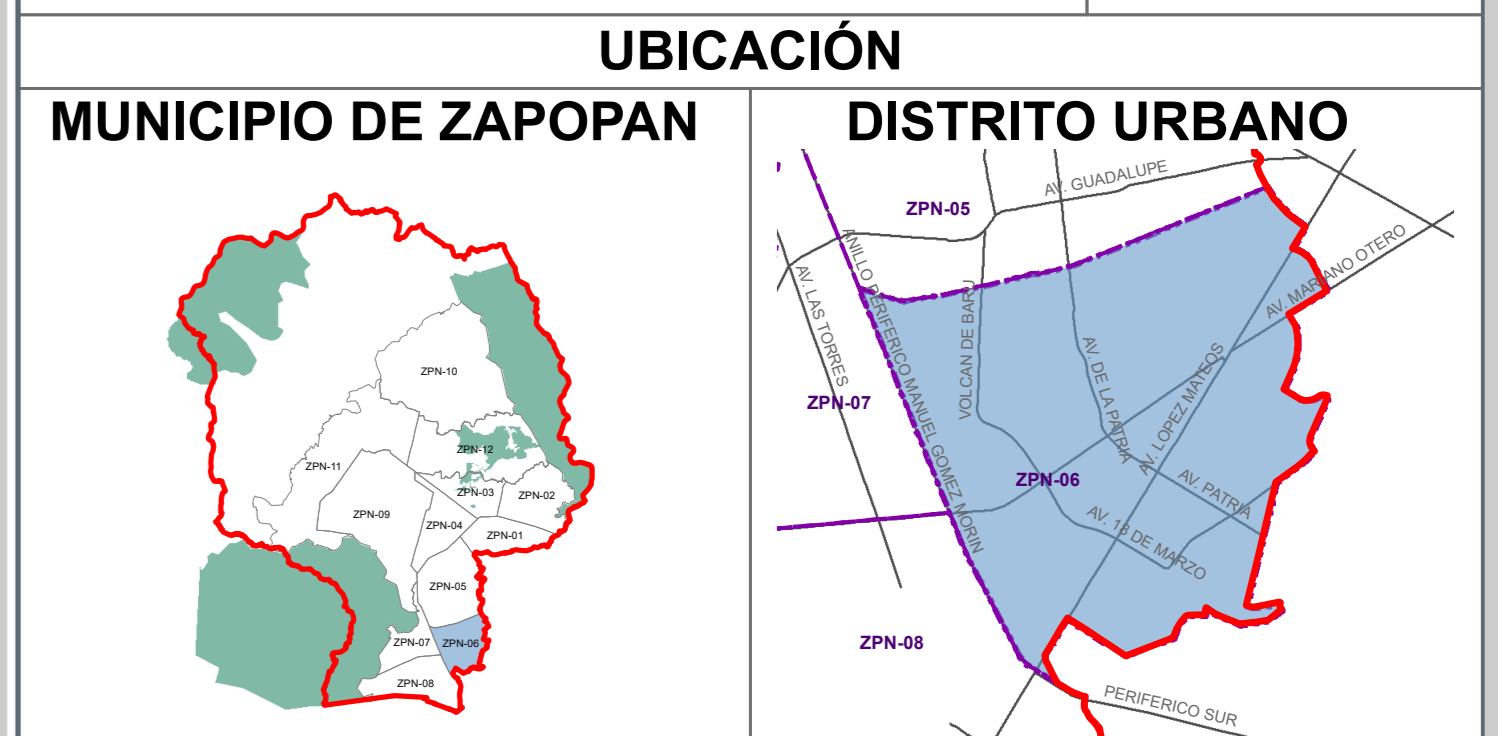 UBICACIÓN
MUNICIPIO DE ZAPOPAN
ZPN-10
ZPN-12
ZPN-11
ZPN-03
ZPN-02
ZPN-09
ZPN-04
ZPN-01
ZPN-05
ZPN-07
ZPN-06
ZPN-08
DISTRITO URBANO
AV. GUADALUPE
ZPN-05
ANILLO PERIFERICO MANUEL GOMEZ MORIN
AV. MARIANO OTERO
AV. LAS TORRES
VOLCAN DE BARU
AV. DE LA PATRIA
AV. LOPEZ MATEOS
ZPN-07
ZPN-06
AV. PATRIA
AV. 18 DE MARZO
ZPN-08
PERIFERICO SUR